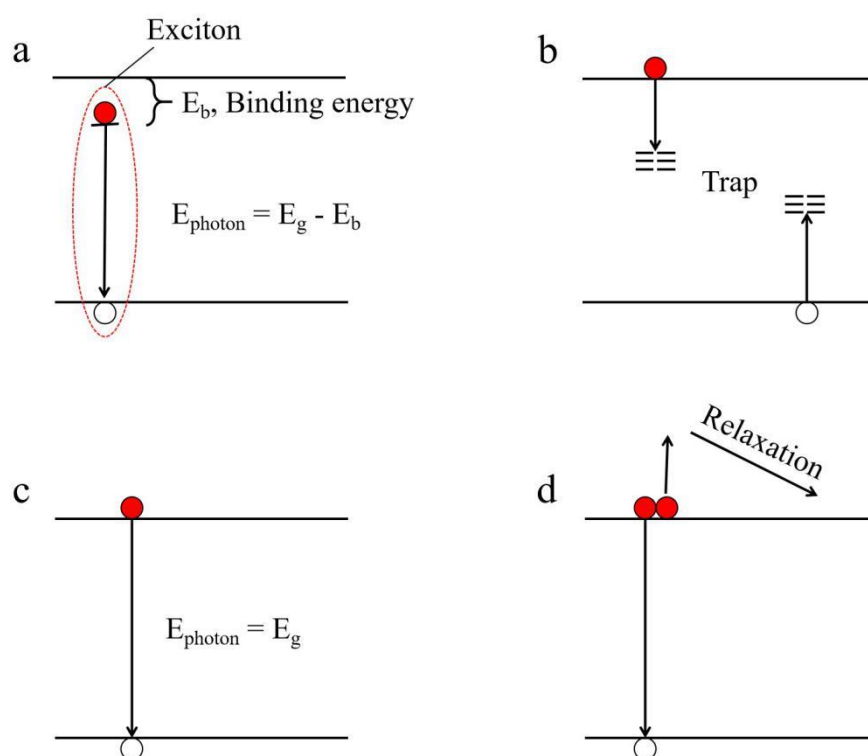 Exciton
a
E_b, Binding energy
E_photon = E_g - E_b
b
Trap
c
E_photon = E_g
d
Relaxation